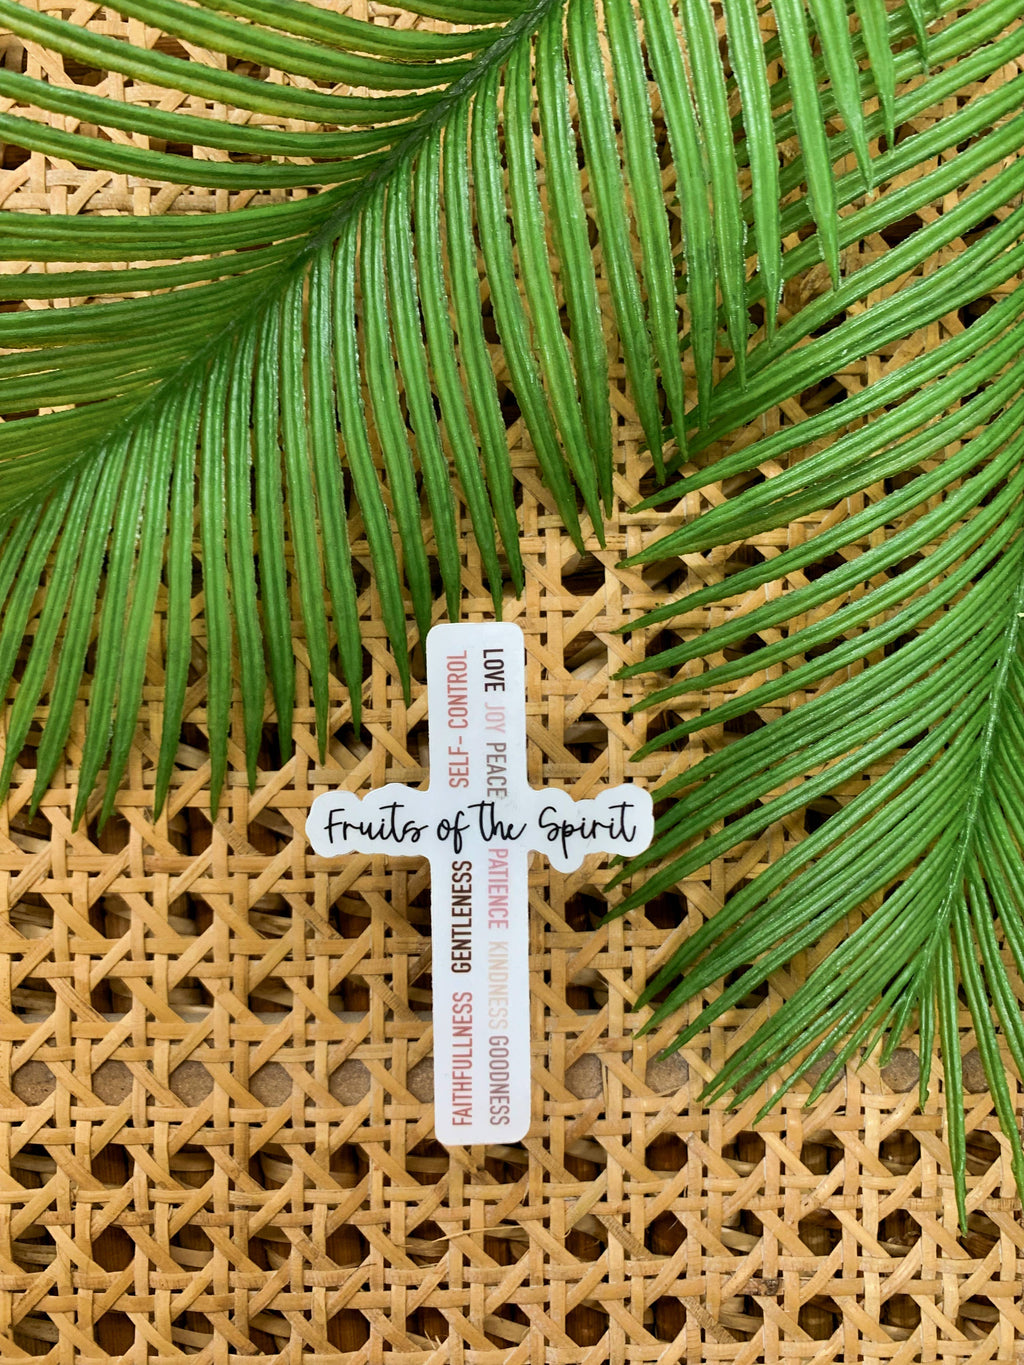 LOVE JOY PEACE
PATIENCE KINDNESS GOODNESS
Fruits of the Spirit
FAITHFULLNESS GENTLENESS
SELF-CONTROL